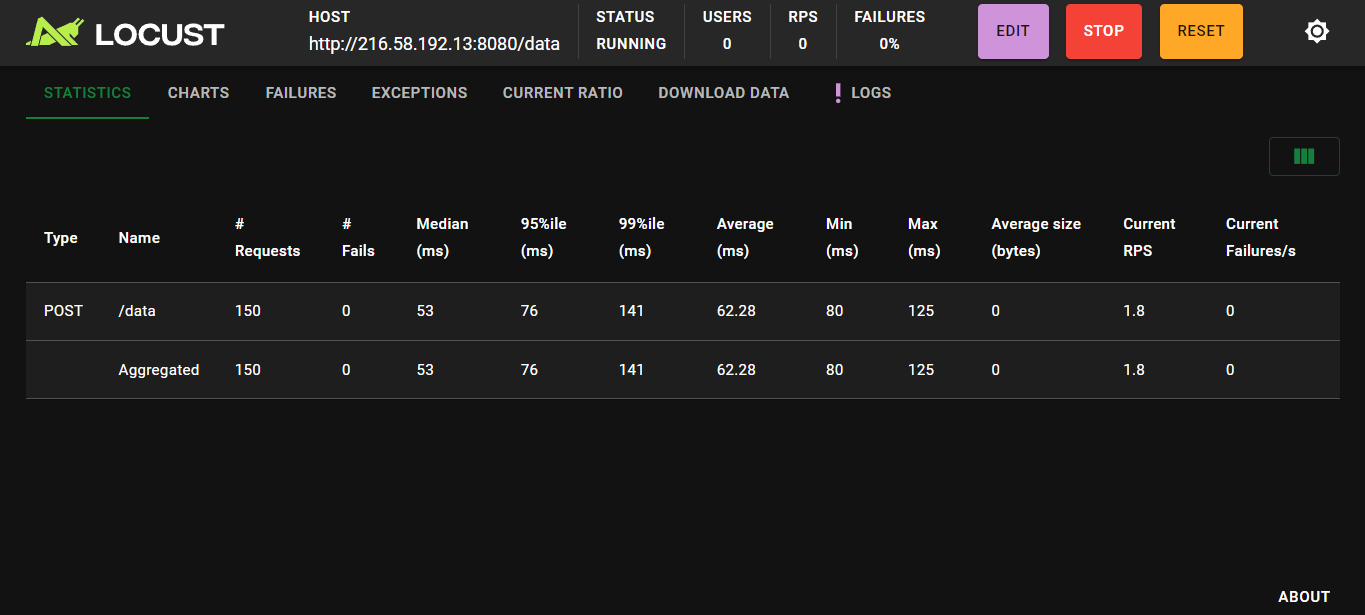 LOCUST
HOST
http://216.58.192.13:8080/data
STATUS
RUNNING
USERS
0
RPS
0
FAILURES
0%
EDIT
STOP
RESET
STATISTICS CHARTS FAILURES EXCEPTIONS CURRENT RATIO DOWNLOAD DATA LOGS
Type Name # Requests # Fails Median (ms) 95%ile (ms) 99%ile (ms) Average (ms) Min (ms) Max (ms) Average size (bytes) Current RPS Current Failures/s
POST /data 150 0 53 76 141 62.28 80 125 0 1.8 0
Aggregated 150 0 53 76 141 62.28 80 125 0 1.8 0
ABOUT